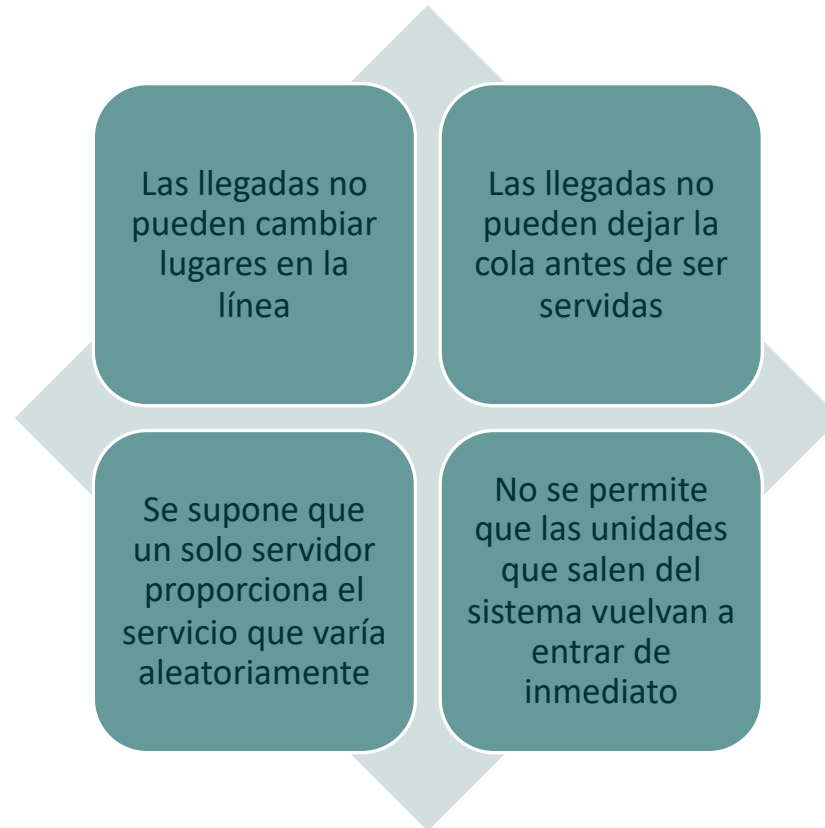 Las llegadas no
pueden cambiar
lugares en la
línea
Las llegadas no
pueden dejar la
cola antes de ser
servidas
Se supone que
un solo servidor
proporciona el
servicio que varía
aleatoriamente
No se permite
que las unidades
que salen del
sistema vuelvan a
entrar de
inmediato